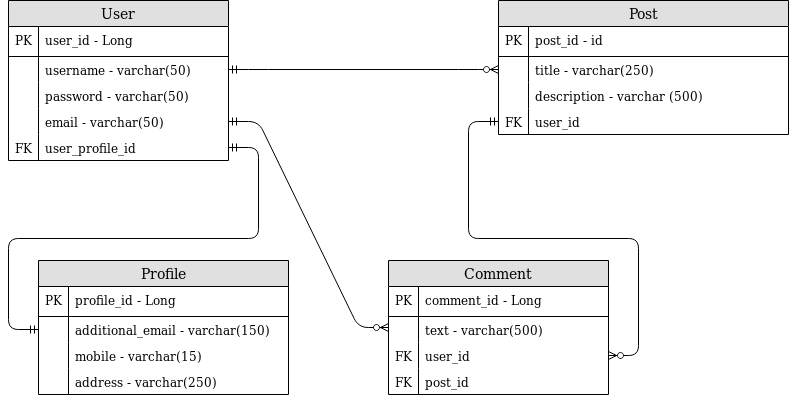 User
PK user_id - Long
username - varchar(50)
password - varchar(50)
email - varchar(50)
FK user_profile_id
Post
PK post_id - id
title - varchar(250)
description - varchar (500)
FK user_id
Profile
PK profile_id - Long
additional_email - varchar(150)
mobile - varchar(15)
address - varchar(250)
Comment
PK comment_id - Long
text - varchar(500)
FK user_id
FK post_id